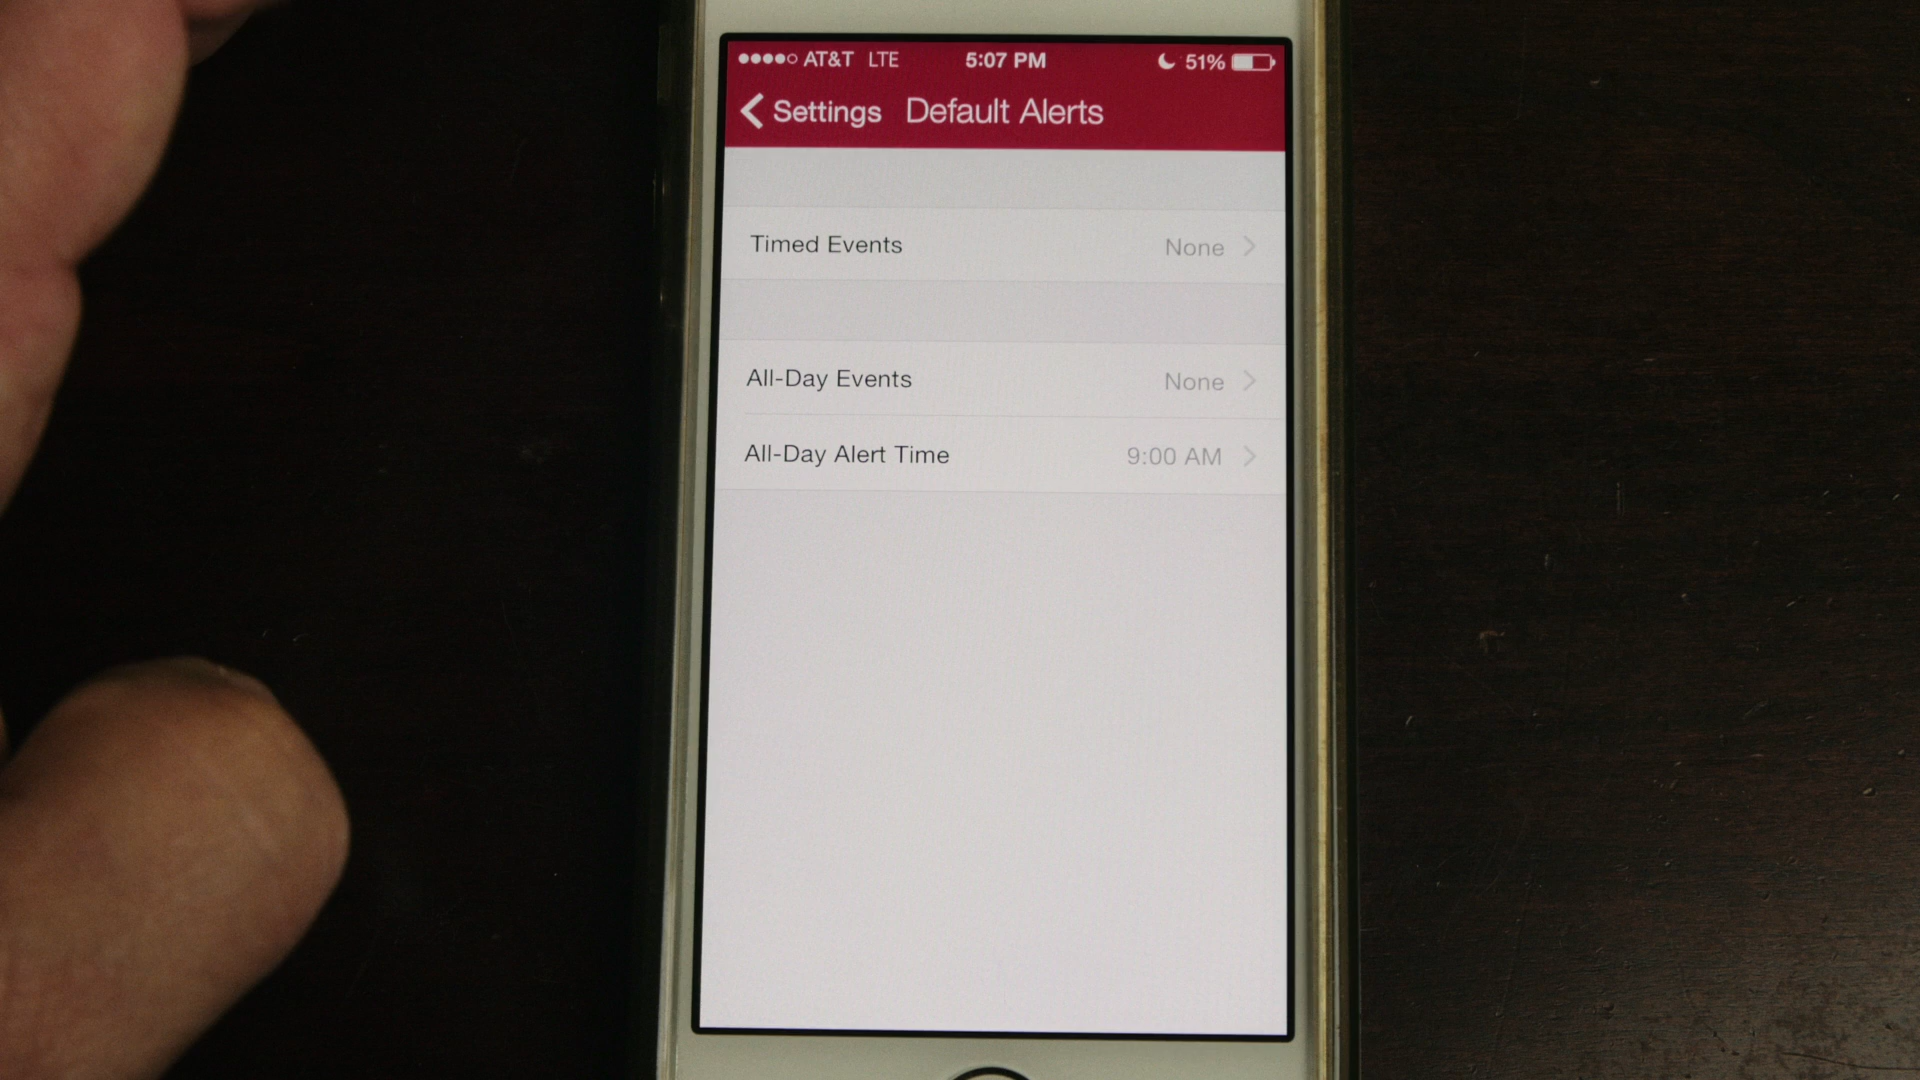 AT&T LTE 5:07 PM 51%
Settings Default Alerts
Timed Events None
All-Day Events None
All-Day Alert Time 9:00 AM